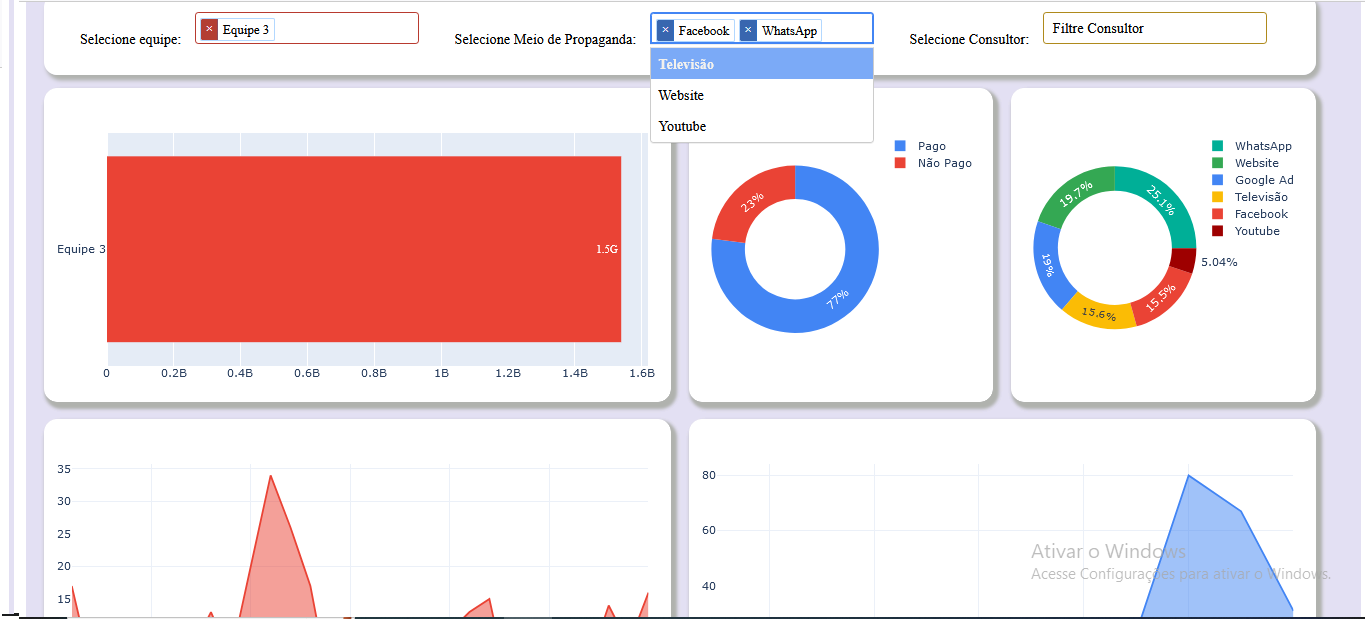 Selecione equipe:
× Equipe 3
Selecione Meio de Propaganda:
× Facebook × WhatsApp
Selecione Consultor:
Filtre Consultor
Televisão
Website
Youtube
Equipe 3
1.5G
0 0.2B 0.4B 0.6B 0.8B 1B 1.2B 1.4B 1.6B
Pago
Não Pago
23%
77%
WhatsApp
Website
Google Ad
Televisão
Facebook
Youtube
19.7%
25.1%
5.04%
19%
15.6%
15.5%
35
30
25
20
15
80
60
40
Ativar o Windows
Acesse Configurações para ativar o Windows.